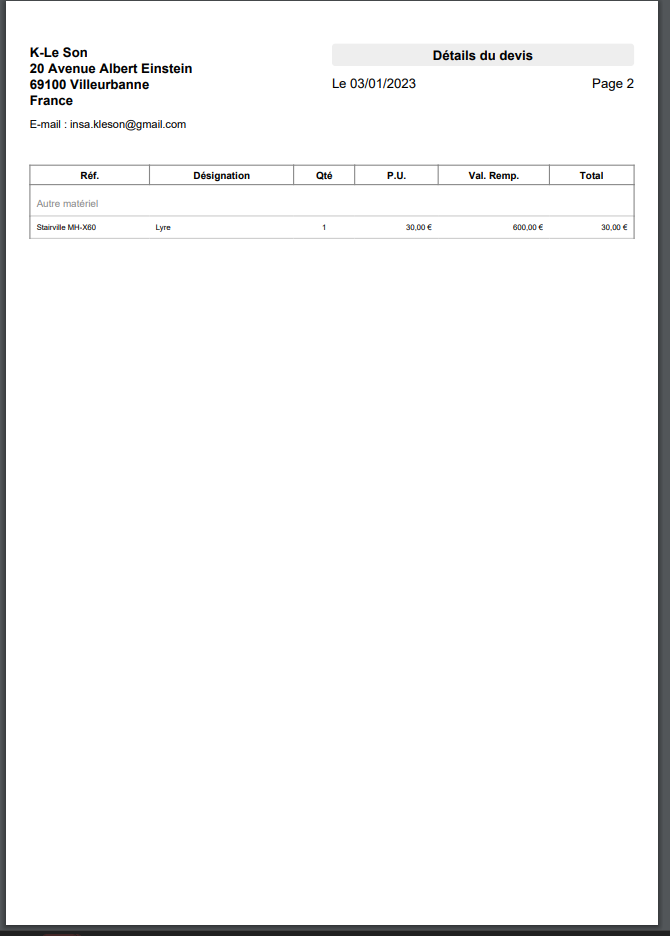 K-Le Son
20 Avenue Albert Einstein
69100 Villeurbanne
France
E-mail : insa.kleson@gmail.com
Détails du devis
Le 03/01/2023 Page 2
Réf. Désignation Qté P.U. Val. Remp. Total
Autre matériel
Stairville MH-X60 Lyre 1 30,00 € 600,00 € 30,00 €